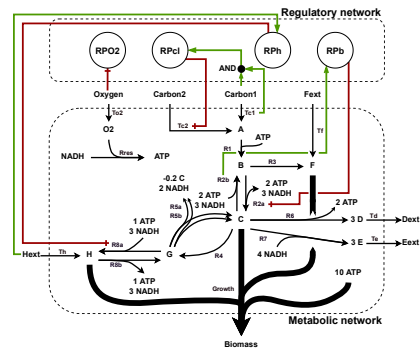 Regulatory network
RPO2
RPcl
RPh
RPb
AND
Oxygen
Carbon2
Carbon1
Fext
To2
Tc2
Tc1
Tf
O2
A
ATP
R1
NADH
Rres
ATP
B
R3
F
-0.2 C
2 NADH
2 ATP
3 NADH
R2b
2 ATP
3 NADH
R2a
R5a
R5b
2 ATP
C
R6
3 D
Td
Dext
1 ATP
3 NADH
R8a
R4
R7
4 NADH
3 E
Te
Eext
Hext
Th
H
R8b
G
1 ATP
3 NADH
10 ATP
Growth
Metabolic network
Biomass